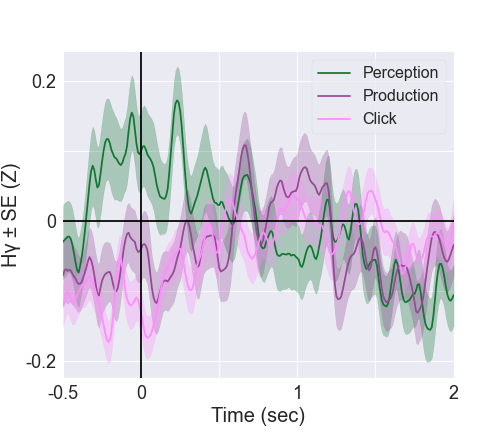 Perception
Production
Click
Hγ ± SE (Z)
0.2
0
-0.2
-0.5 0 1 2
Time (sec)